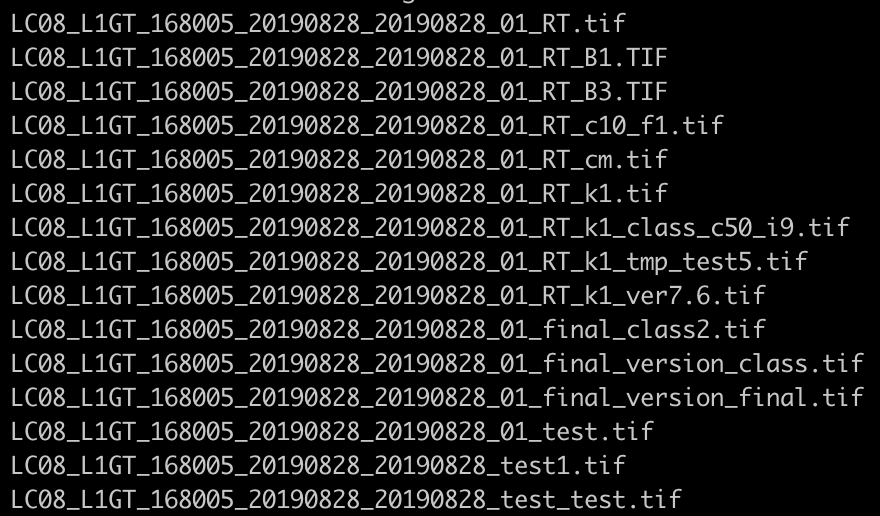 LC08_L1GT_168005_20190828_20190828_01_RT.tif
LC08_L1GT_168005_20190828_20190828_01_RT_B1.TIF
LC08_L1GT_168005_20190828_20190828_01_RT_B3.TIF
LC08_L1GT_168005_20190828_20190828_01_RT_c10_f1.tif
LC08_L1GT_168005_20190828_20190828_01_RT_cm.tif
LC08_L1GT_168005_20190828_20190828_01_RT_k1.tif
LC08_L1GT_168005_20190828_20190828_01_RT_k1_class_c50_i9.tif
LC08_L1GT_168005_20190828_20190828_01_RT_k1_tmp_test5.tif
LC08_L1GT_168005_20190828_20190828_01_RT_k1_ver7.6.tif
LC08_L1GT_168005_20190828_20190828_01_final_class2.tif
LC08_L1GT_168005_20190828_20190828_01_final_version_class.tif
LC08_L1GT_168005_20190828_20190828_01_final_version_final.tif
LC08_L1GT_168005_20190828_20190828_01_test.tif
LC08_L1GT_168005_20190828_20190828_test1.tif
LC08_L1GT_168005_20190828_20190828_test_test.tif